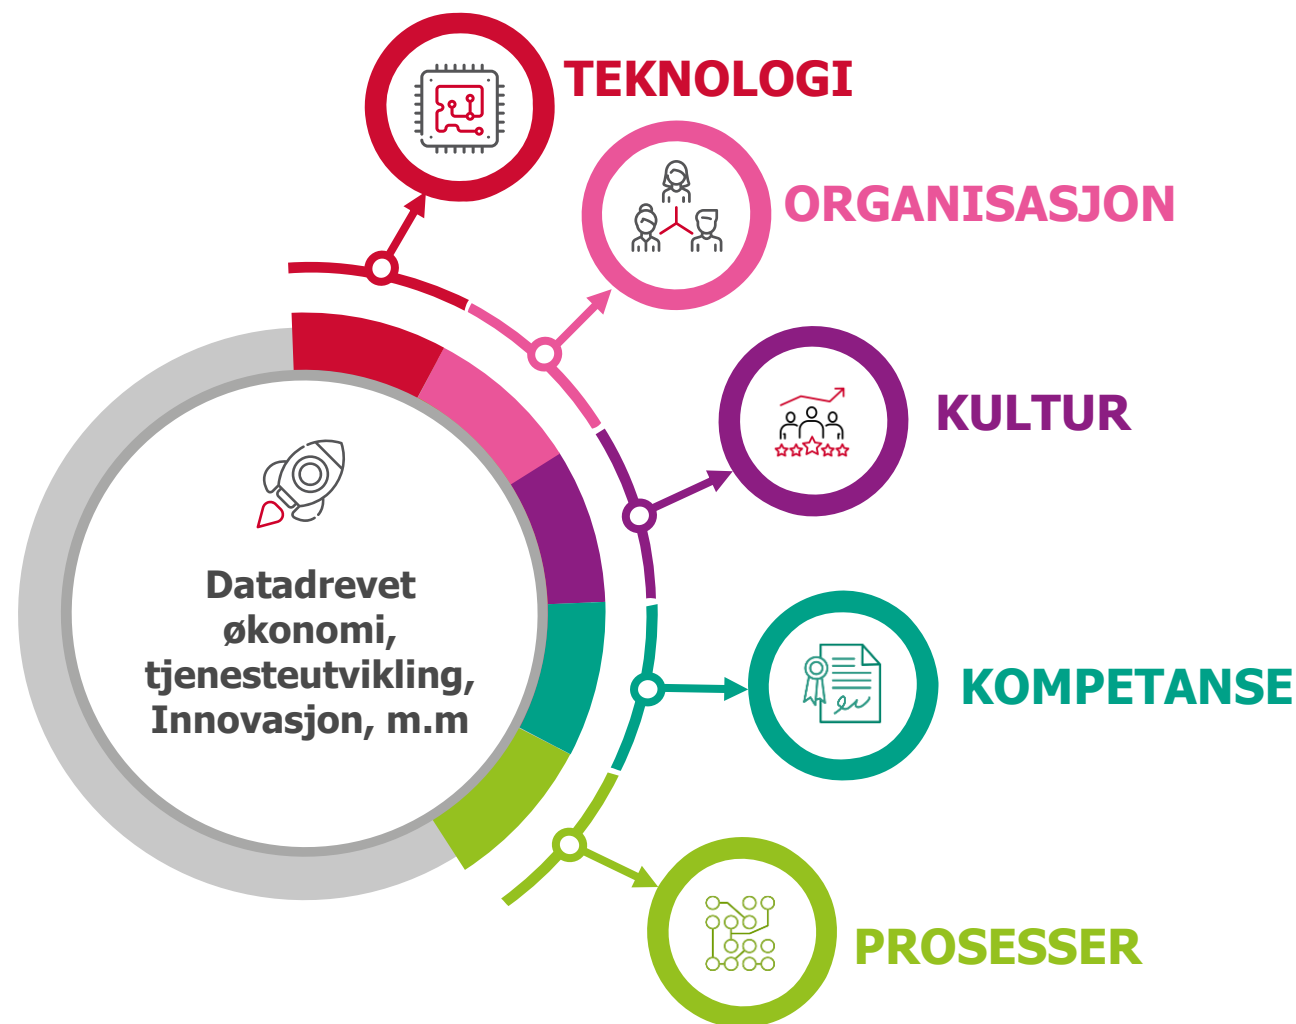 TEKNOLOGI
ORGANISASJON
KULTUR
Datadrevet
økonomi,
tjenesteutvikling,
Innovasjon, m.m
KOMPETANSE
PROSESSER